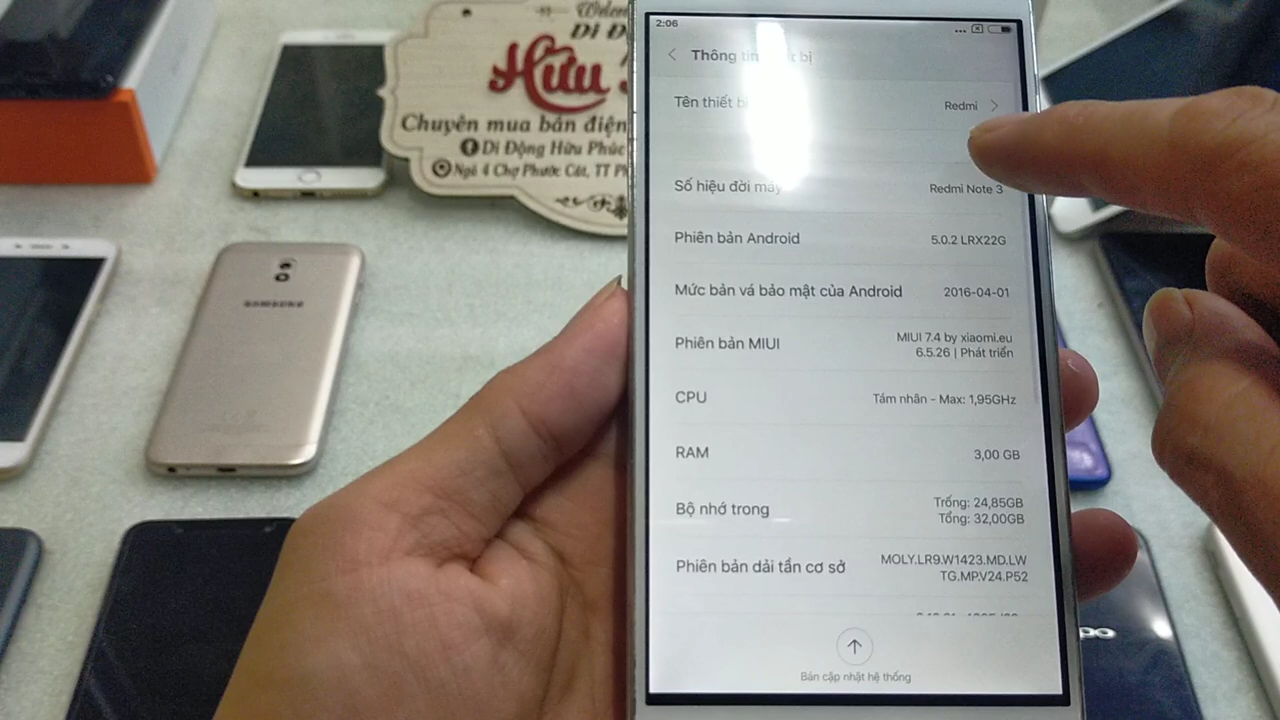 Di Đ
Hữu
Chuyên mua bán điện
Di Động Hữu Phúc
Ngã 4 Chợ Phước Cát, TT
SAMSUNG
2:06
Thông bị
Tên thiết
Redmi
Số hiệu đời máy
Redmi Note 3
Phiên bản Android
5.0.2 LRX22G
Mức bản vá bảo mật của Android
2016-04-01
Phiên bản MIUI
MIUI 7.4 by xiaomi.eu
6.5.26 | Phát triển
CPU
Tám nhân - Max: 1,95GHz
RAM
3,00 GB
Bộ nhớ trong
Trống: 24,85GB
Tổng: 32,00GB
Phiên bản dải tần cơ sở
MOLY.LR9.W1423.MD.LW
TG.MP.V24.P52
Bản cập nhật hệ thống